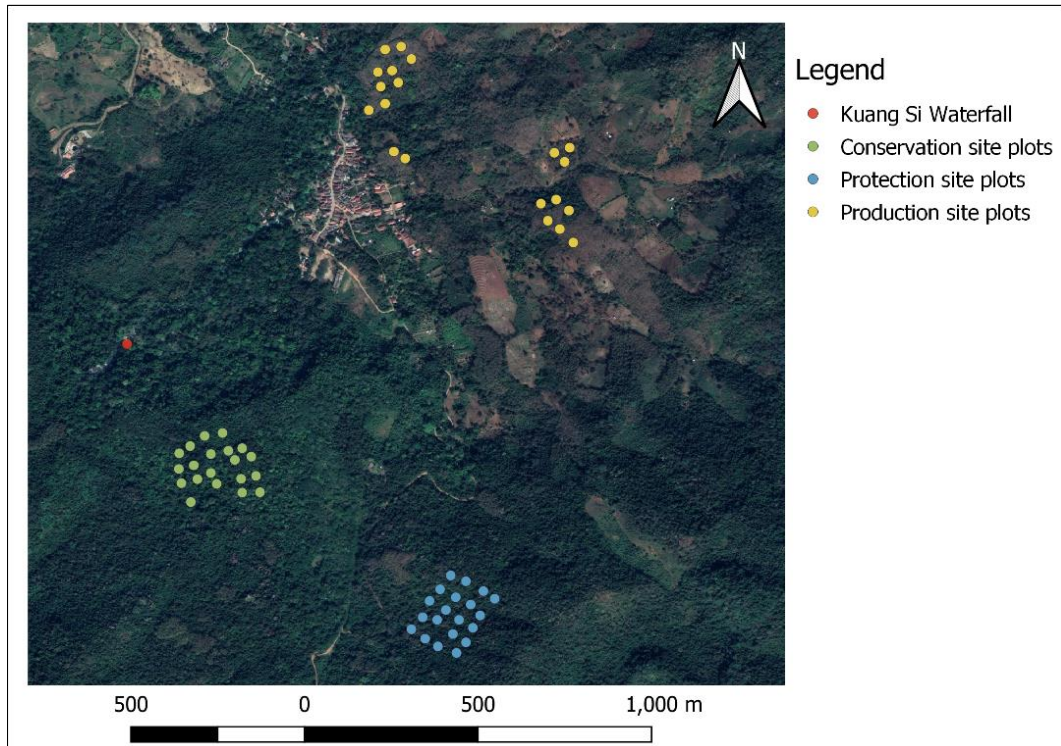 N
Legend
Kuang Si Waterfall
Conservation site plots
Protection site plots
Production site plots
500 0 500 1,000 m